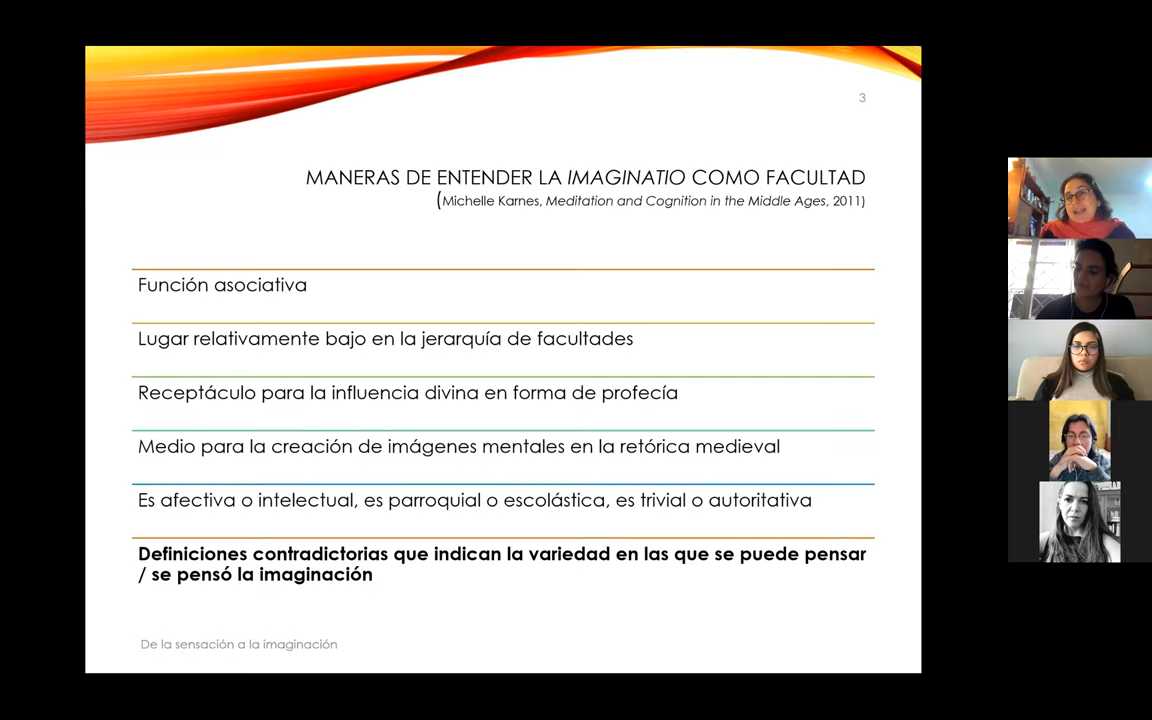 3
MANERAS DE ENTENDER LA IMAGINATIO COMO FACULTAD
(Michelle Karnes, Meditation and Cognition in the Middle Ages, 2011)
Función asociativa
Lugar relativamente bajo en la jerarquía de facultades
Receptáculo para la influencia divina en forma de profecía
Medio para la creación de imágenes mentales en la retórica medieval
Es afectiva o intelectual, es parroquial o escolástica, es trivial o autoritativa
Definiciones contradictorias que indican la variedad en las que se puede pensar
/ se pensó la imaginación
De la sensación a la imaginación